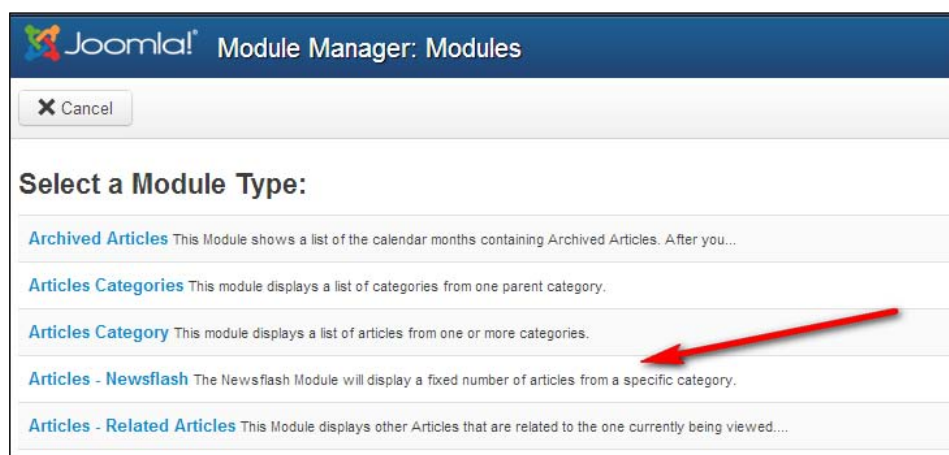 Joomla!® Module Manager: Modules
Cancel
Select a Module Type:
Archived Articles This Module shows a list of the calendar months containing Archived Articles. After you...
Articles Categories This module displays a list of categories from one parent category.
Articles Category This module displays a list of articles from one or more categories.
Articles - Newsflash The Newsflash Module will display a fixed number of articles from a specific category.
Articles - Related Articles This Module displays other Articles that are related to the one currently being viewed....